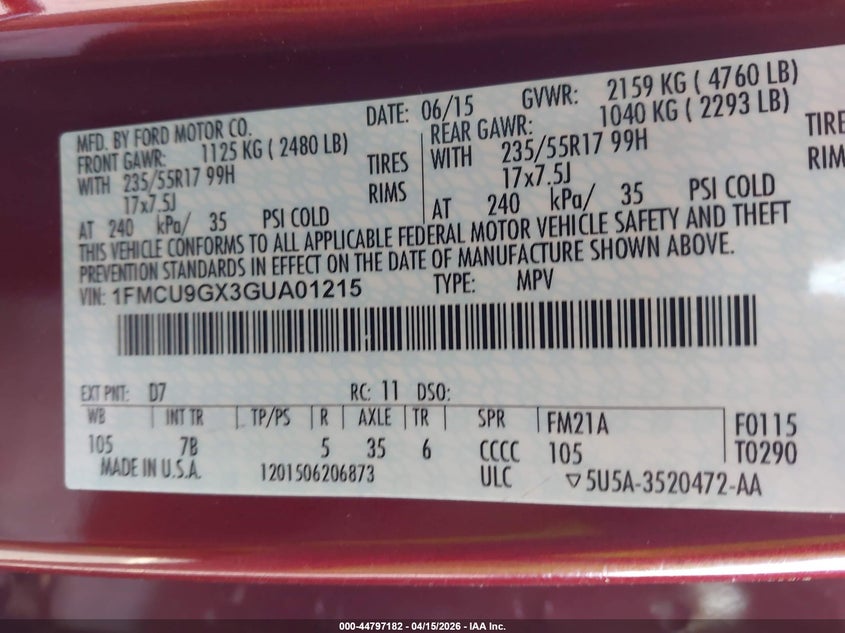 MFD. BY FORD MOTOR CO.
DATE: 06/15 GVWR: 2159 KG ( 4760 LB)
FRONT GAWR: 1125 KG ( 2480 LB) REAR GAWR: 1040 KG ( 2293 LB)
WITH 235/55R17 99H TIRES WITH 235/55R17 99H TIRE
17x7.5J RIMS 17x7.5J RIM
AT 240 kPa/ 35 PSI COLD AT 240 kPa/ 35 PSI COLD
THIS VEHICLE CONFORMS TO ALL APPLICABLE FEDERAL MOTOR VEHICLE SAFETY AND THEFT
PREVENTION STANDARDS IN EFFECT ON THE DATE OF MANUFACTURE SHOWN ABOVE.
VIN: 1FMCU9GX3GUA01215 TYPE: MPV
EXT PNT: D7 RC: 11 DSO:
WB INT TR TP/PS R AXLE TR SPR FM21A F0115
105 7B 5 35 6 CCCC 105 T0290
MADE IN U.S.A. 1201506206873 ULC ▽5U5A-3520472-AA
000-44797182 - 04/15/2026 - IAA Inc.